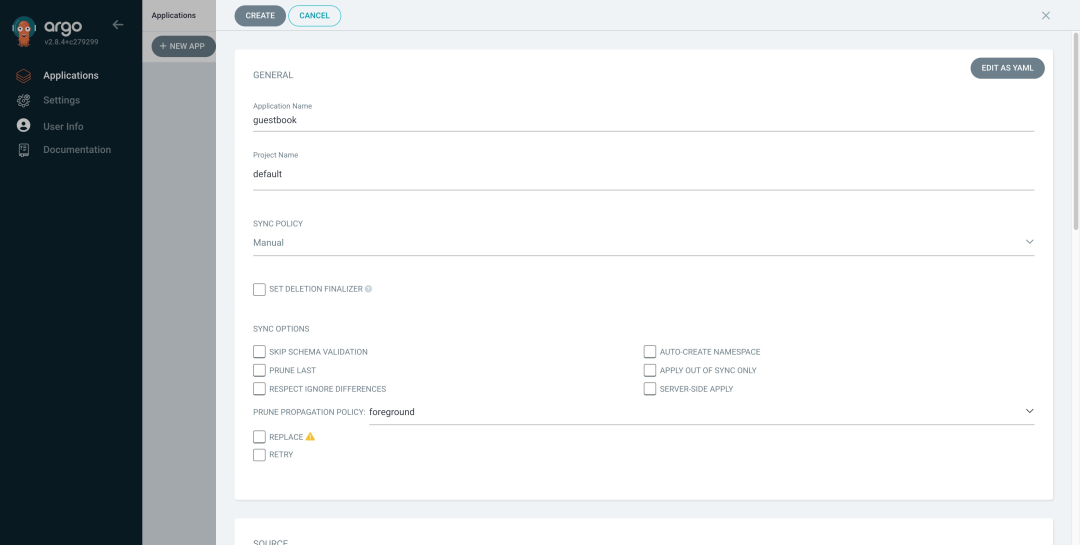 argo
v2.8.4+c279299
Applications
Settings
User Info
Documentation
Applications
+ NEW APP
CREATE CANCEL
GENERAL
EDIT AS YAML
Application Name
guestbook
Project Name
default
SYNC POLICY
Manual
SET DELETION FINALIZER
SYNC OPTIONS
SKIP SCHEMA VALIDATION AUTO-CREATE NAMESPACE
PRUNE LAST APPLY OUT OF SYNC ONLY
RESPECT IGNORE DIFFERENCES SERVER-SIDE APPLY
PRUNE PROPAGATION POLICY: foreground
REPLACE
RETRY
SOURCE